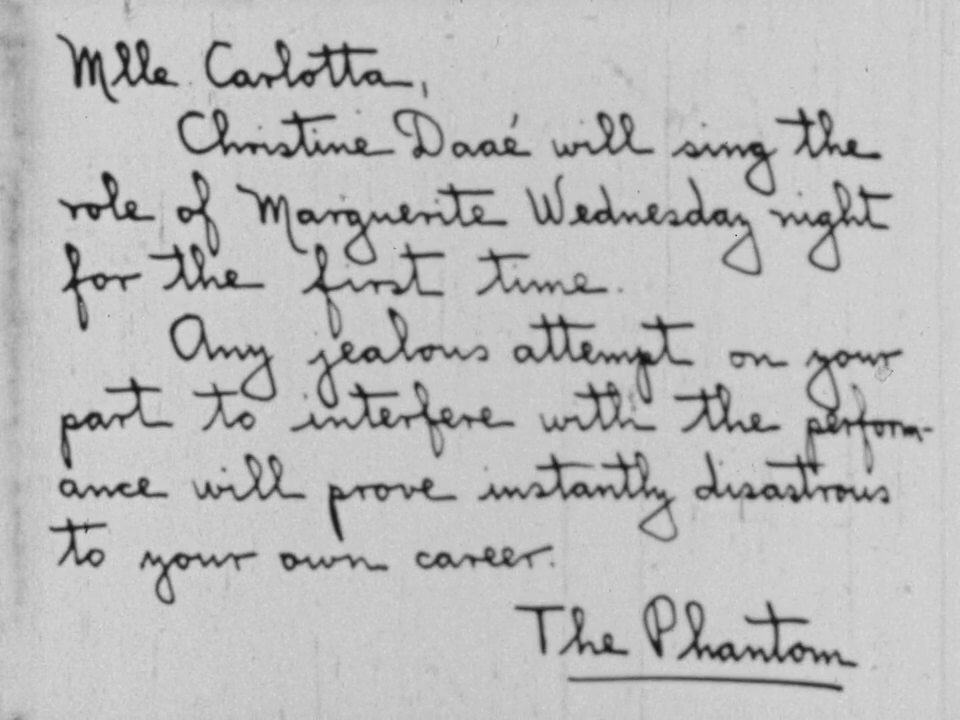 Mlle Carlotta,
Christine Daaé will sing the
role of Marguerite Wednesday night
for the first time.
Any jealous attempt on your
part to interfere with the perform-
ance will prove instantly disastrous
to your own career.
The Phantom